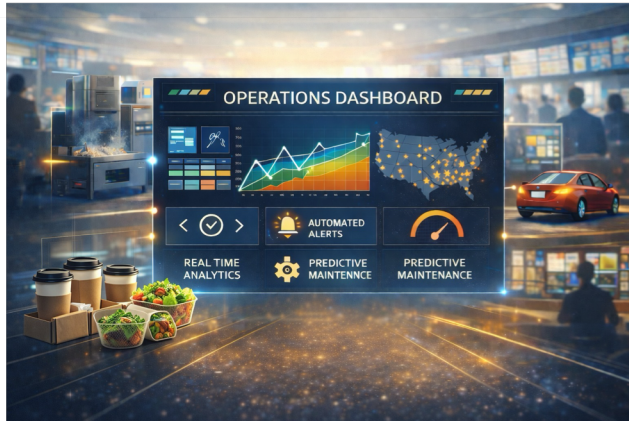 OPERATIONS DASHBOARD
AUTOMATED
ALERTS
REAL TIME
ANALYTICS
PREDICTIVE
MAINTENNCE
PREDICTIVE
MAINTENANCE